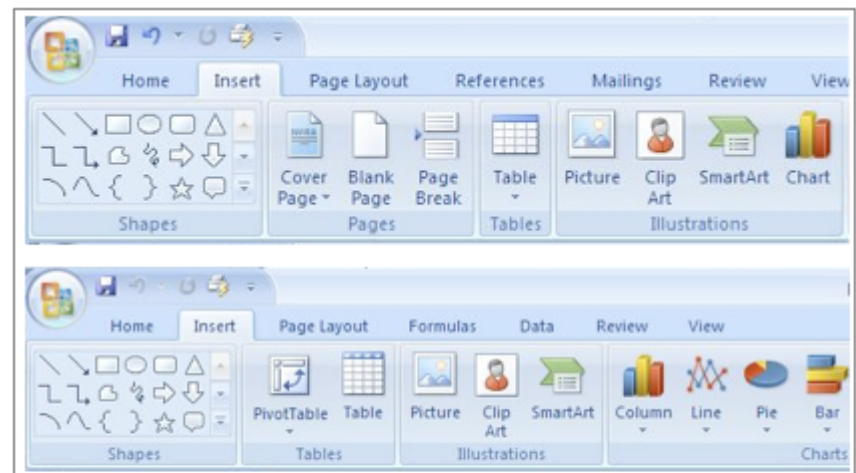 Home Insert Page Layout References Mailings Review View
Cover Page Blank Page Page Break Table Picture Clip Art SmartArt Chart
Shapes Pages Tables Illustrations
Home Insert Page Layout Formulas Data Review View
PivotTable Table Picture Clip Art SmartArt Column Line Pie Bar
Shapes Tables Illustrations Charts